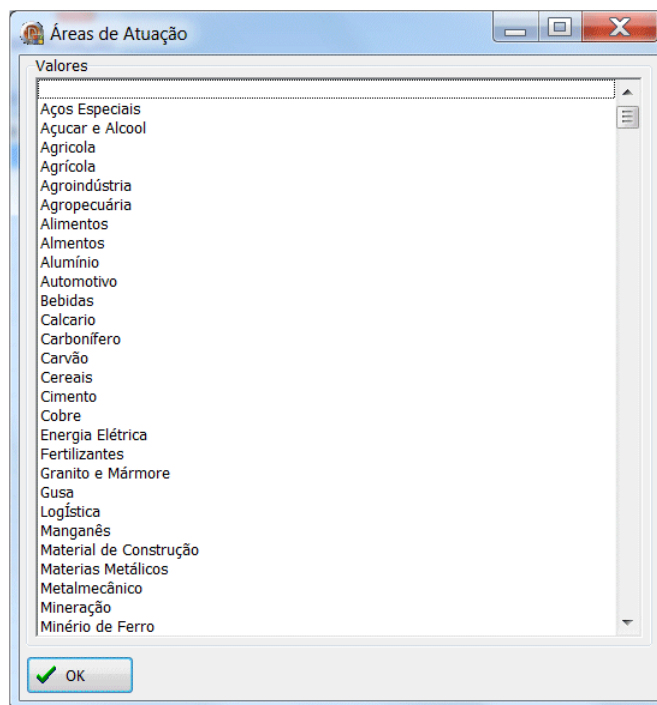 Áreas de Atuação
Valores
Aços Especiais
Açucar e Alcool
Agricola
Agrícola
Agroindústria
Agropecuária
Alimentos
Almentos
Alumínio
Automotivo
Bebidas
Calcario
Carbonífero
Carvão
Cereais
Cimento
Cobre
Energia Elétrica
Fertilizantes
Granito e Mármore
Gusa
LogÍstica
Manganês
Material de Construção
Materias Metálicos
Metalmecânico
Mineração
Minério de Ferro
OK